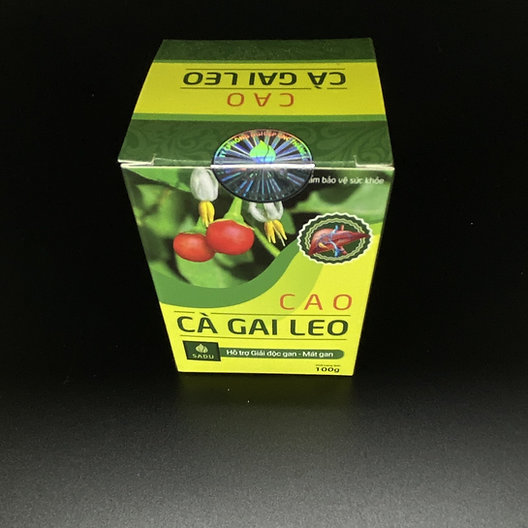 CAO
CÀ GAI LEO
bảo vệ sức khỏe
CAO
CÀ GAI LEO
SADU
Hỗ trợ Giải độc gan - Mát gan
100g